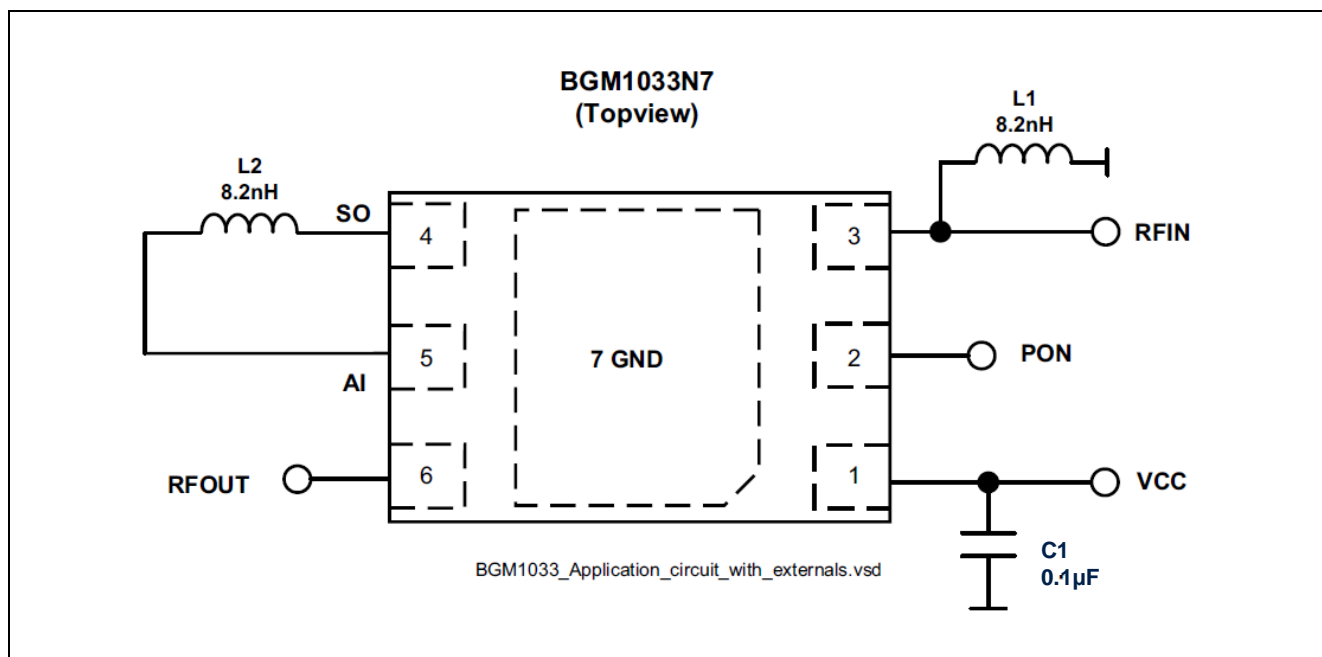 BGM1033N7
(Topview)
L1
8.2nH
L2
8.2nH
SO
4
3
RFIN
5
7 GND
2
PON
AI
RFOUT
6
1
VCC
C1
0.1µF
BGM1033_Application_circuit_with_externals.vsd